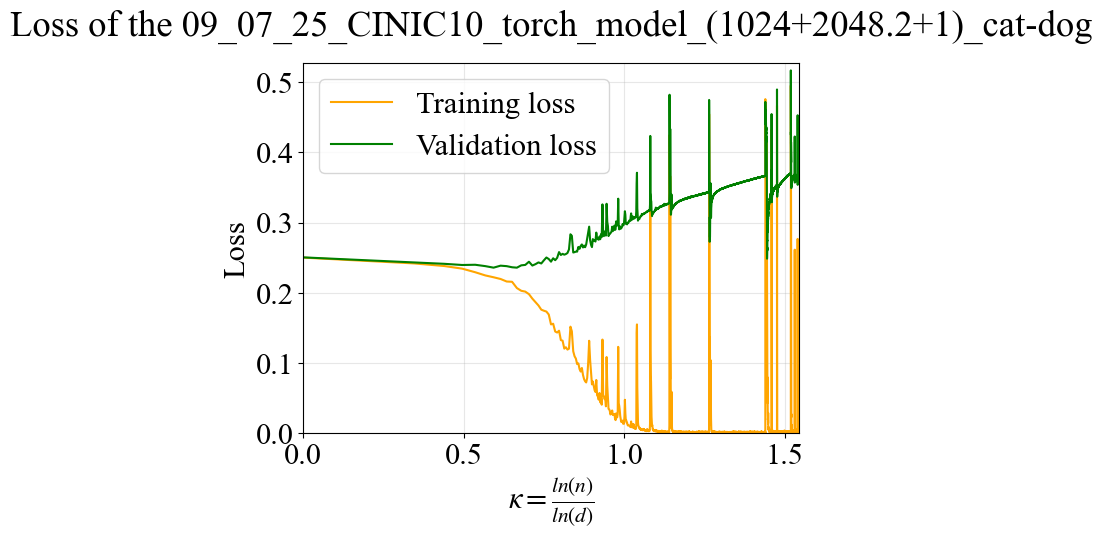 Loss of the 09_07_25_CINIC10_torch_model_(1024+2048.2+1)_cat-dog
Training loss
Validation loss
Loss
0.5
0.4
0.3
0.2
0.1
0.0
0.0 0.5 1.0 1.5
κ = ln(n)/ln(d)